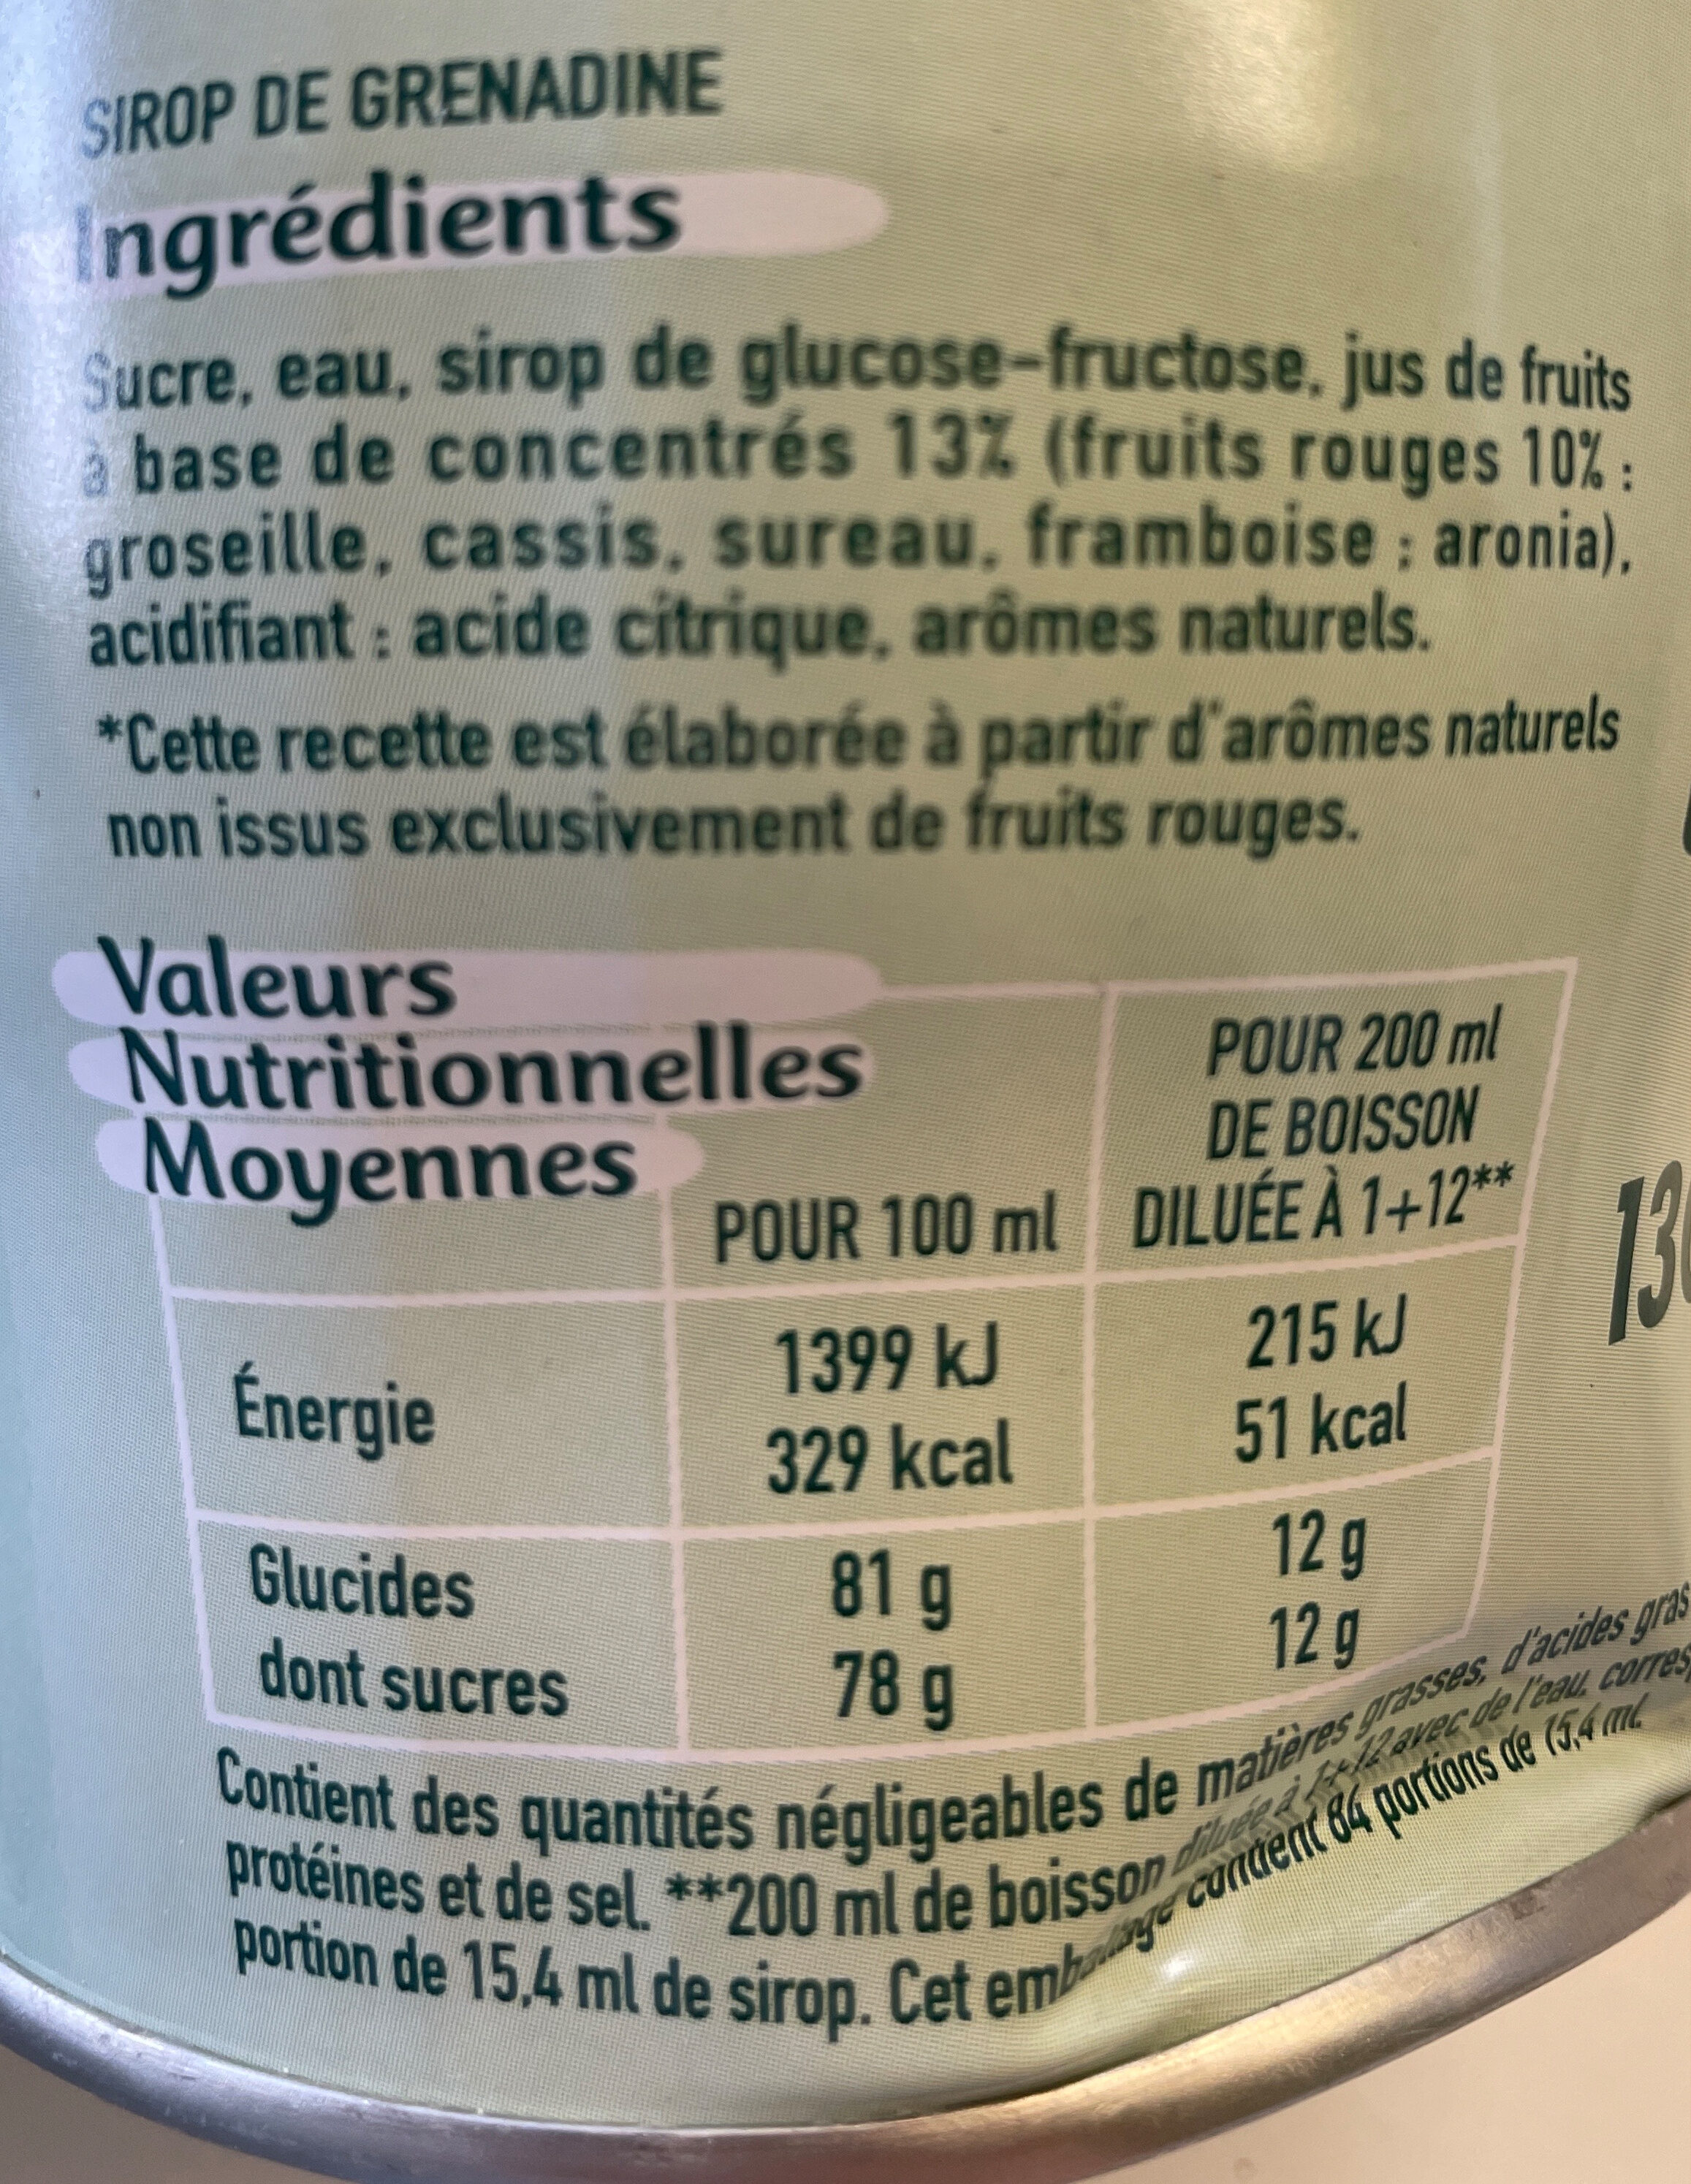 SIROP DE GRENADINE
Ingrédients
Sucre, eau, sirop de glucose-fructose, jus de fruits
à base de concentrés 13% (fruits rouges 10% :
groseille, cassis, sureau, framboise ; aronia),
acidifiant : acide citrique, arômes naturels.
*Cette recette est élaborée à partir d'arômes naturels
non issus exclusivement de fruits rouges.
Valeurs
Nutritionnelles
Moyennes
POUR 100 ml
POUR 200 ml
DE BOISSON
DILUÉE À 1+12**
Énergie
1399 kJ
329 kcal
215 kJ
51 kcal
Glucides
81 g
12 g
dont sucres
78 g
12 g
Contient des quantités négligeables de matières grasses, d'acides gras
protéines et de sel. **200 ml de boisson diluée à 1+12 avec de l'eau,
portion de 15,4 ml de sirop. Cet emballage contient 84 portions de 15,4 ml.